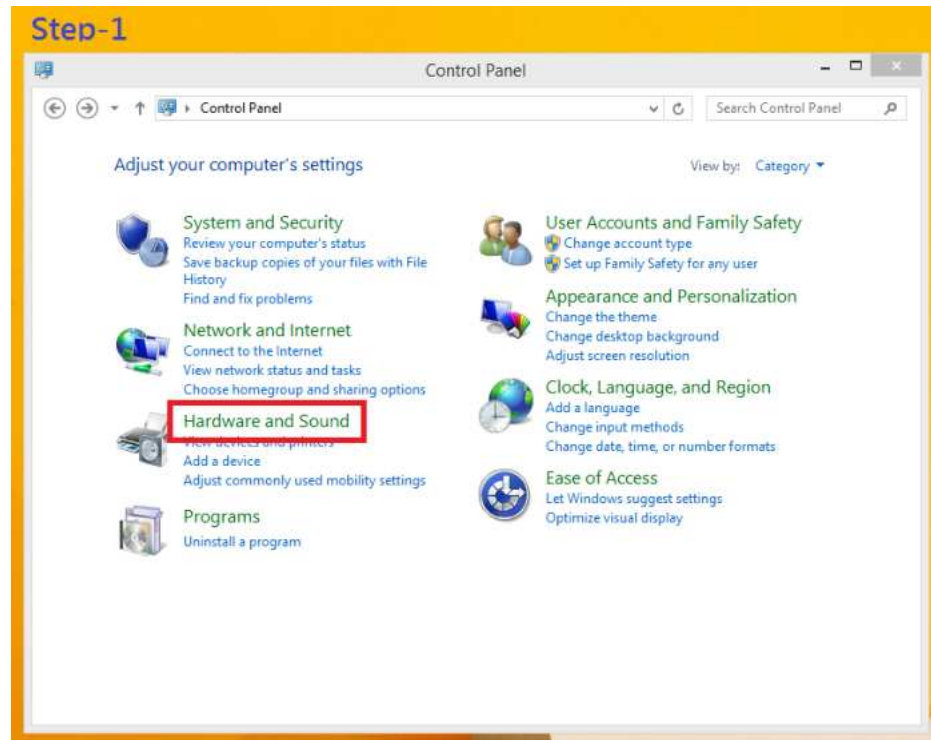 Step-1
Control Panel
Control Panel
Search Control Panel
Adjust your computer's settings
View by: Category
System and Security
Review your computer's status
Save backup copies of your files with File
History
Find and fix problems
Network and Internet
Connect to the Internet
View network status and tasks
Choose homegroup and sharing options
Hardware and Sound
View devices and printers
Add a device
Adjust commonly used mobility settings
Programs
Uninstall a program
User Accounts and Family Safety
Change account type
Set up Family Safety for any user
Appearance and Personalization
Change the theme
Change desktop background
Adjust screen resolution
Clock, Language, and Region
Add a language
Change input methods
Change date, time, or number formats
Ease of Access
Let Windows suggest settings
Optimize visual display